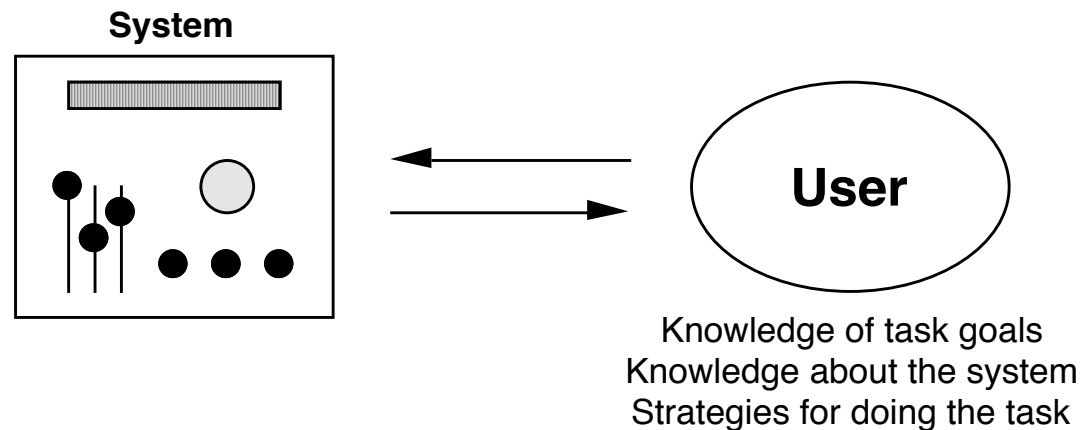 System
User
Knowledge of task goals
Knowledge about the system
Strategies for doing the task